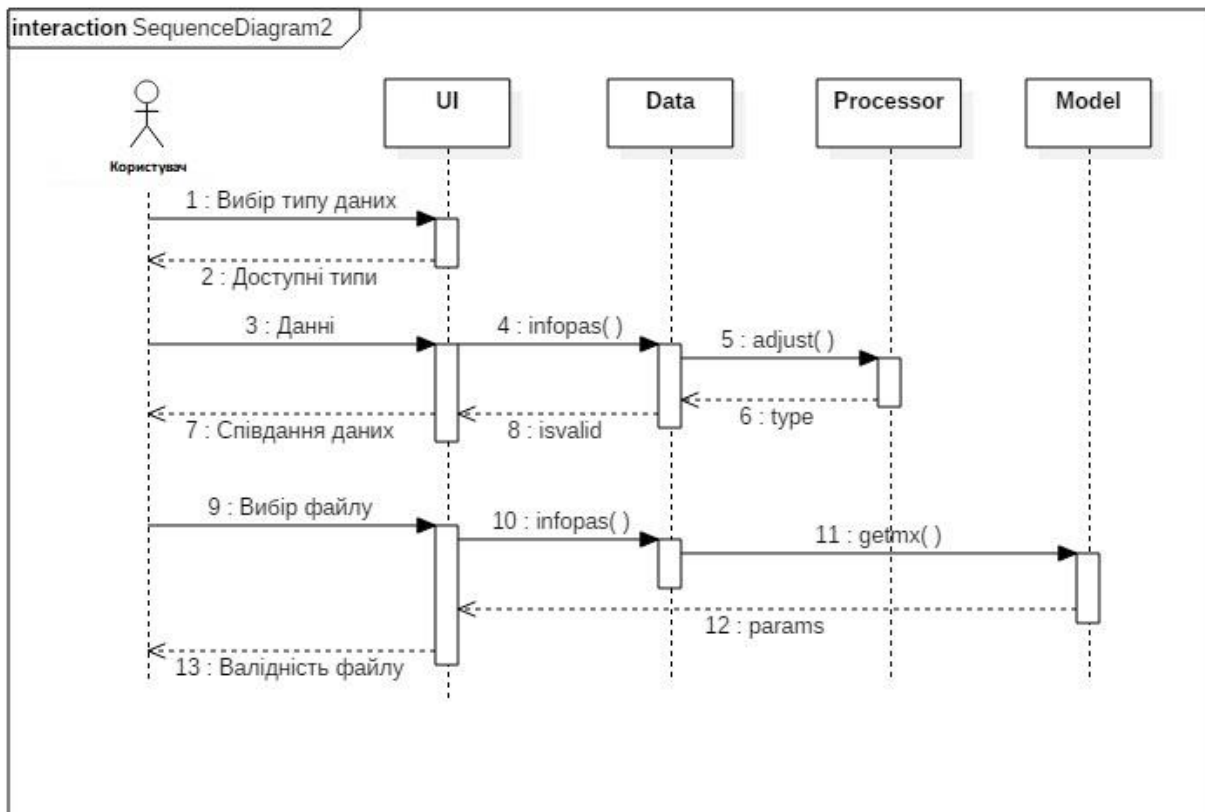 interaction SequenceDiagram2
Користувач
UI
Data
Processor
Model
1 : Вибір типу даних
2 : Доступні типи
3 : Данні
4 : infopas( )
5 : adjust( )
6 : type
7 : Співдання даних
8 : isvalid
9 : Вибір файлу
10 : infopas( )
11 : getmx( )
12 : params
13 : Валідність файлу